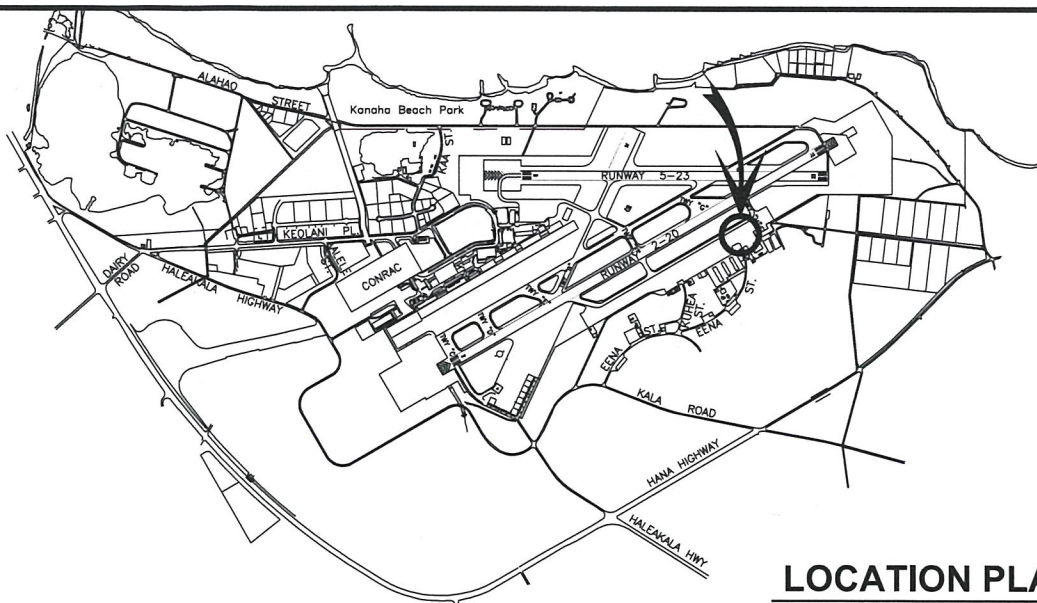 ALAHAO
STREET
Kanaha Beach Park
KAA ST.
RUNWAY 5-23
KEOLANI PL.
DAIRY
ROAD
HALEAKALA HIGHWAY
CONRAC
RUNWAY 2-20
KUHEA
ST.
EENA
ST.
EENA
ST.
KALA ROAD
HANA HIGHWAY
HALEAKALA HWY
LOCATION PLA